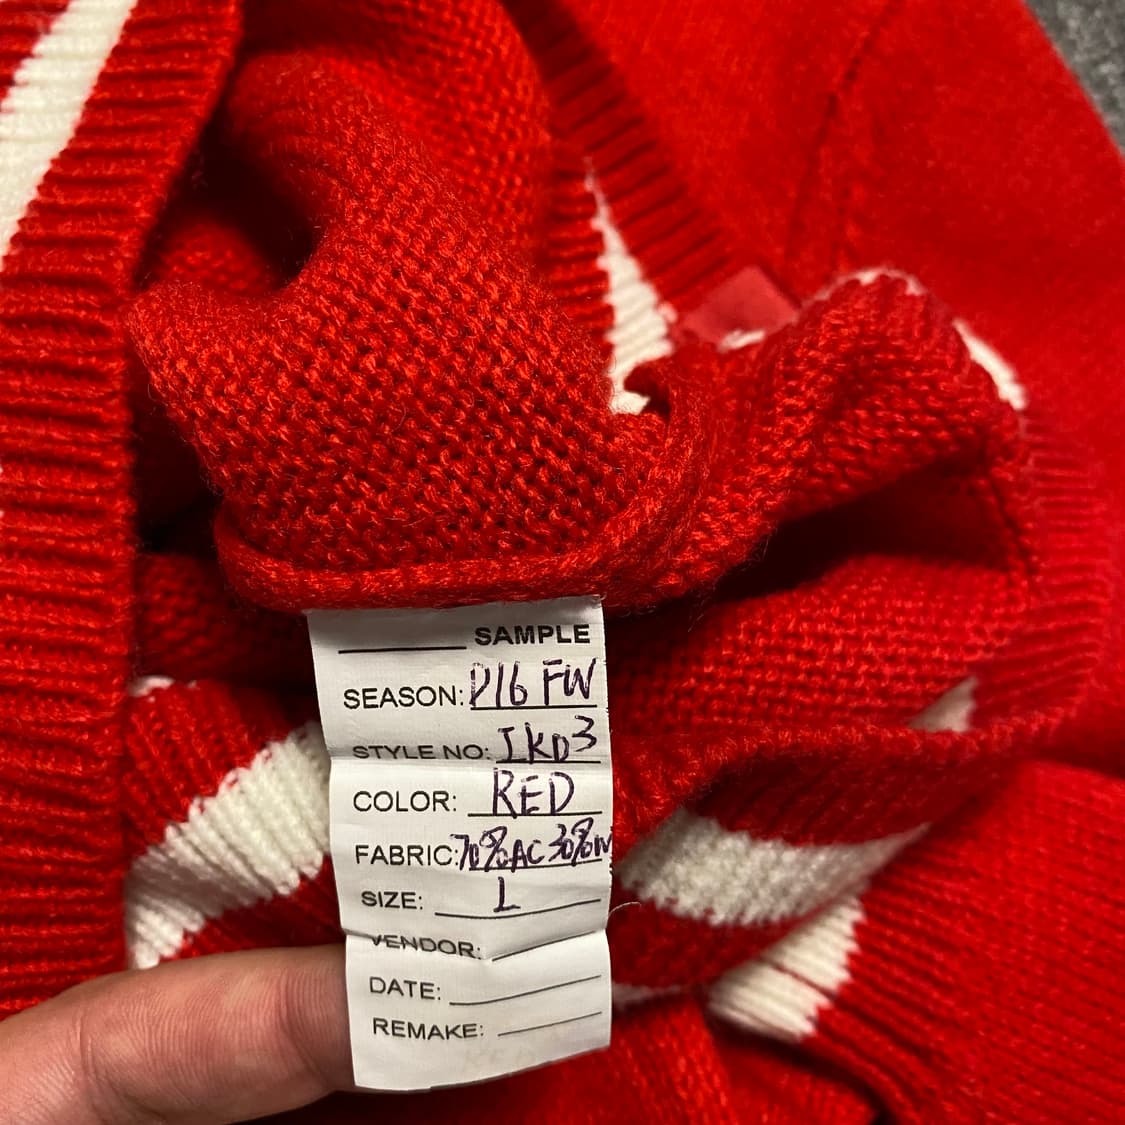 SAMPLE
SEASON: P16 FW
STYLE NO: IKD3
COLOR: RED
FABRIC: 70%AC 30%W
SIZE: L
VENDOR:
DATE:
REMAKE: